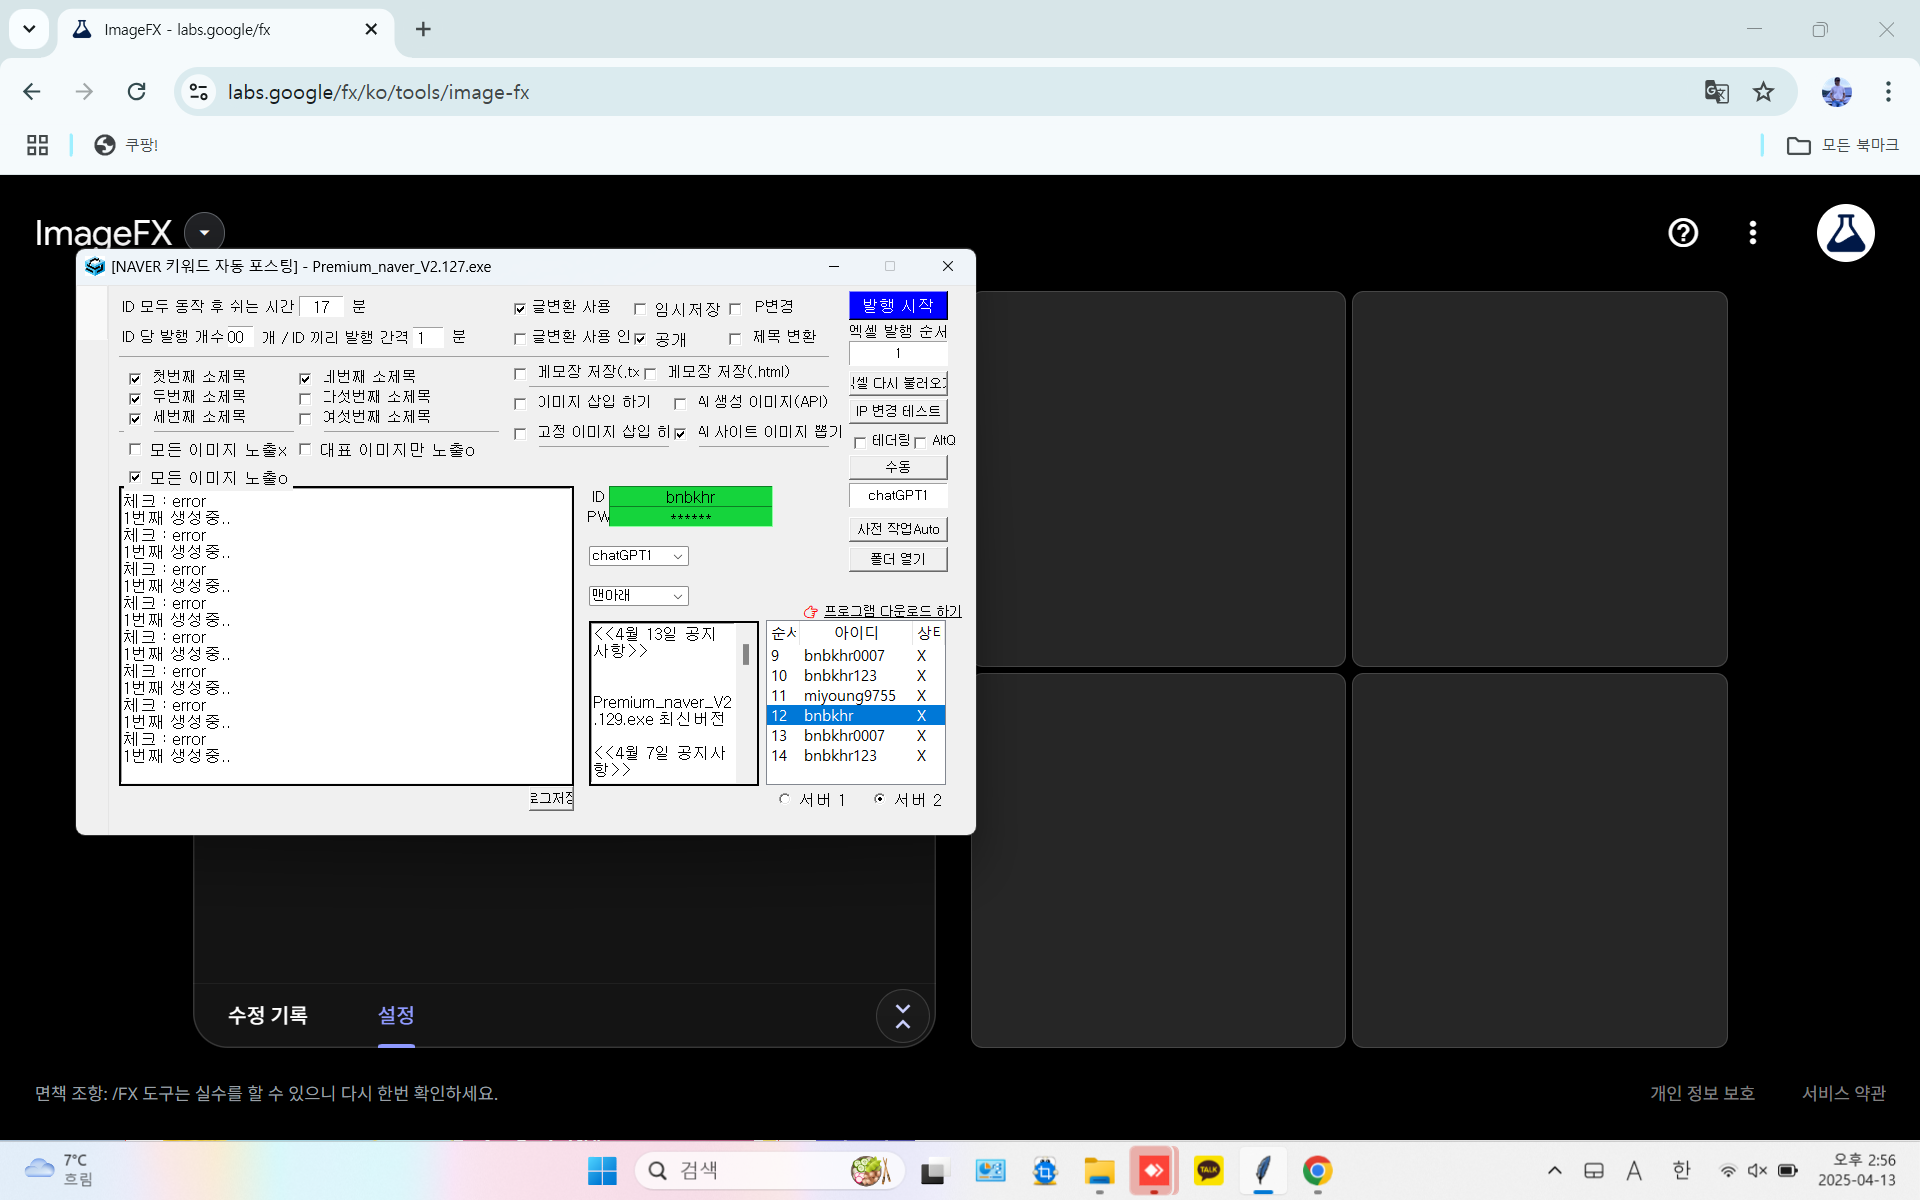 ImageFX - labs.google/fx
labs.google/fx/ko/tools/image-fx
쿠팡!
모든 북마크
ImageFX
[NAVER 키워드 자동 포스팅] - Premium_naver_V2.127.exe
ID 모두 동작 후 쉬는 시간 17 분
ID 당 발행 개수 00 개 / ID 끼리 발행 간격 1 분
글변환 사용
임시저장
P변경
글변환 사용 인
공개
제목 변환
발행 시작
엑셀 발행 순서
1
첫번째 소제목
네번째 소제목
두번째 소제목
다섯번째 소제목
세번째 소제목
여섯번째 소제목
메모장 저장(.tx
메모장 저장(.html)
이미지 삽입 하기
AI 생성 이미지(API)
고정 이미지 삽입 히
AI 사이트 이미지 뽑기
셀 다시 불러오기
IP 변경 테스트
테더링
AltQ
수동
chatGPT1
사전 작업Auto
폴더 열기
모든 이미지 노출x
대표 이미지만 노출o
모든 이미지 노출o
체크 : error
1번째 생성중..
체크 : error
1번째 생성중..
체크 : error
1번째 생성중..
체크 : error
1번째 생성중..
체크 : error
1번째 생성중..
체크 : error
1번째 생성중..
체크 : error
1번째 생성중..
체크 : error
1번째 생성중..
로그저장
ID bnbkhr
PW ******
chatGPT1
맨아래
프로그램 다운로드 하기
<<4월 13일 공지
사항>>
Premium_naver_V2
.129.exe 최신버전
<<4월 7일 공지사
항>>
순서 아이디 상태
9 bnbkhr0007 X
10 bnbkhr123 X
11 miyoung9755 X
12 bnbkhr X
13 bnbkhr0007 X
14 bnbkhr123 X
서버 1
서버 2
수정 기록
설정
면책 조항: /FX 도구는 실수를 할 수 있으니 다시 한번 확인하세요.
개인 정보 보호
서비스 약관
7°C
흐림
검색
TALK
A
한
오후 2:56
2025-04-13